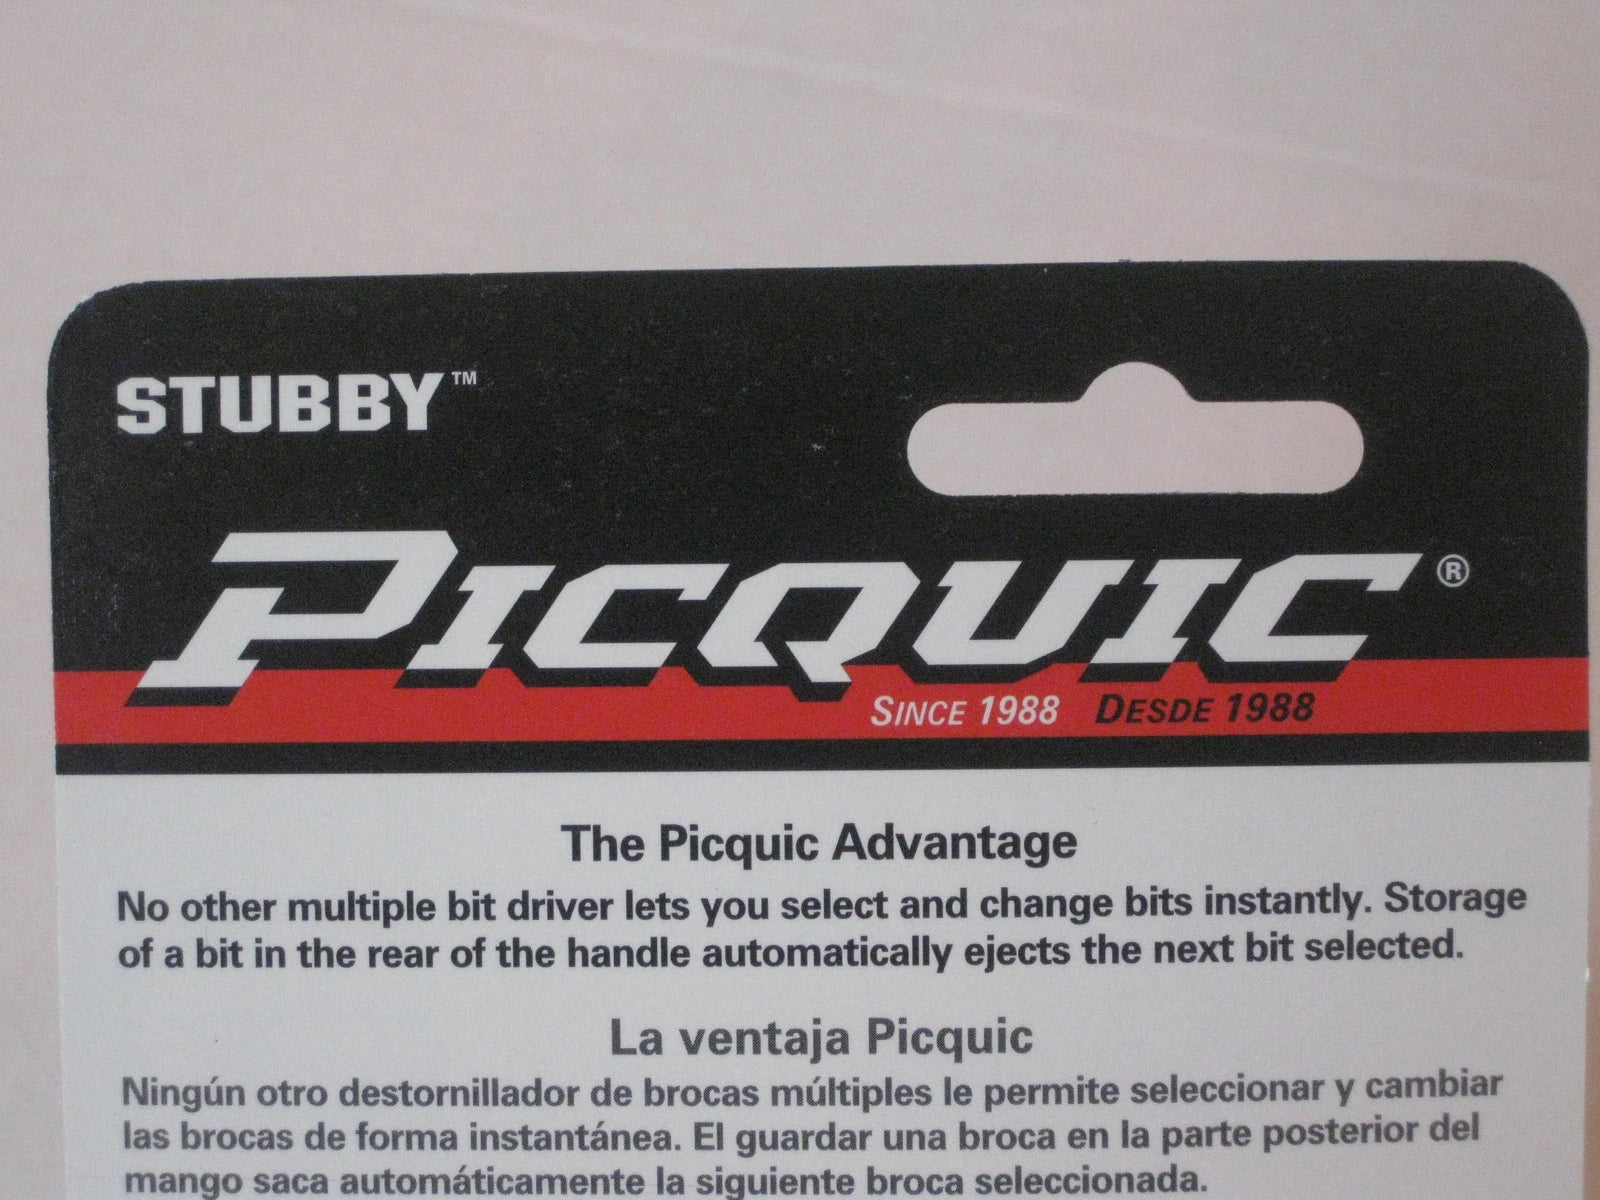 STUBBY™
PICQUIC®
SINCE 1988 DESDE 1988
The Picquic Advantage
No other multiple bit driver lets you select and change bits instantly. Storage
of a bit in the rear of the handle automatically ejects the next bit selected.
La ventaja Picquic
Ningún otro destornillador de brocas múltiples le permite seleccionar y cambiar
las brocas de forma instantánea. El guardar una broca en la parte posterior del
mango saca automáticamente la siguiente broca seleccionada.